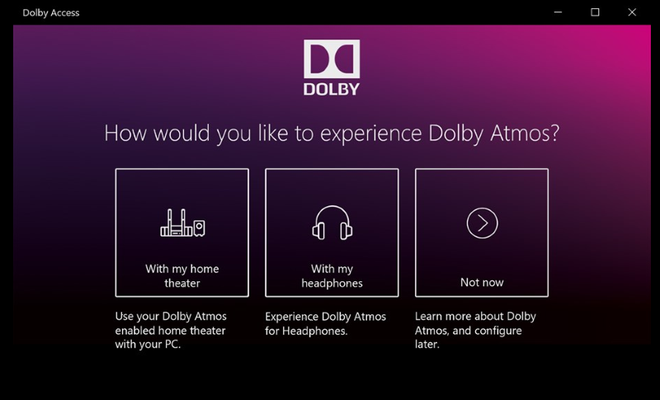 Dolby Access
DOLBY
How would you like to experience Dolby Atmos?
With my home
theater
With my
headphones
Not now
Use your Dolby Atmos
enabled home theater
with your PC.
Experience Dolby Atmos
for Headphones.
Learn more about Dolby
Atmos, and configure
later.